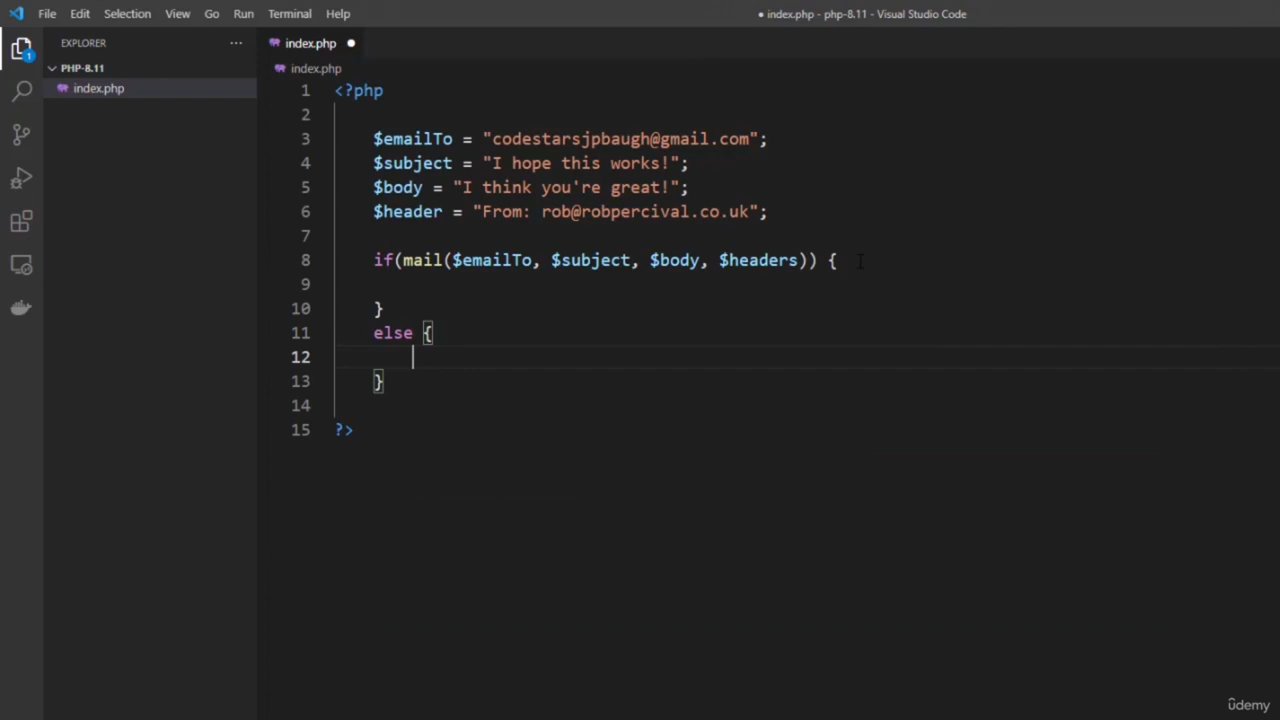 File Edit Selection View Go Run Terminal Help
● index.php - php-8.11 - Visual Studio Code
EXPLORER
···
index.php
PHP-8.11
index.php
index.php
1
1 <?php
2
3 $emailTo = "codestarsjpbaugh@gmail.com";
4 $subject = "I hope this works!";
5 $body = "I think you're great!";
6 $header = "From: rob@robpercival.co.uk";
7
8 if(mail($emailTo, $subject, $body, $headers)) {
9
10 }
11 else {
12
13 }
14
15 ?>
ûdemy